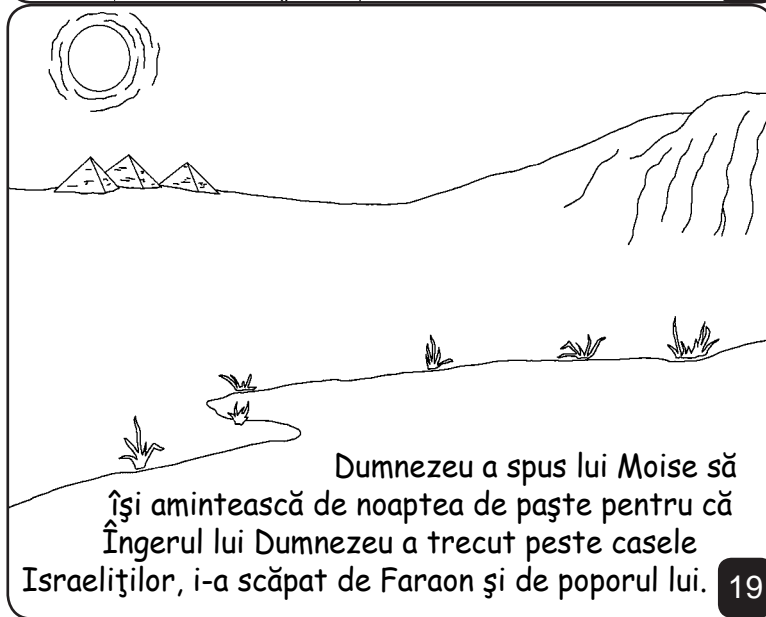 Dumnezeu a spus lui Moise să
îşi amintească de noaptea de paşte pentru că
Îngerul lui Dumnezeu a trecut peste casele
Israeliţilor, i-a scăpat de Faraon şi de poporul lui.
19